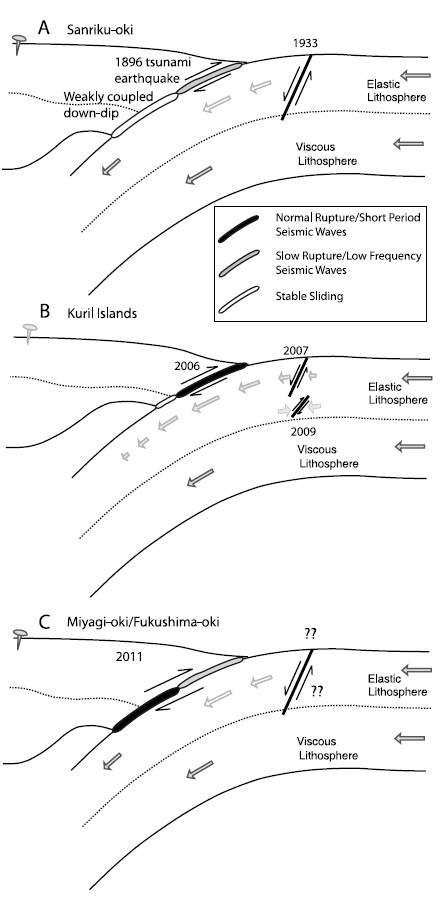 A Sanriku-oki
1933
1896 tsunami
earthquake
Weakly coupled
down-dip
Elastic
Lithosphere
Viscous
Lithosphere
Normal Rupture/Short Period
Seismic Waves
Slow Rupture/Low Frequency
Seismic Waves
Stable Sliding
B Kuril Islands
2007
2006
Elastic
Lithosphere
2009
Viscous
Lithosphere
C Miyagi-oki/Fukushima-oki
??
2011
Elastic
Lithosphere
??
Viscous
Lithosphere